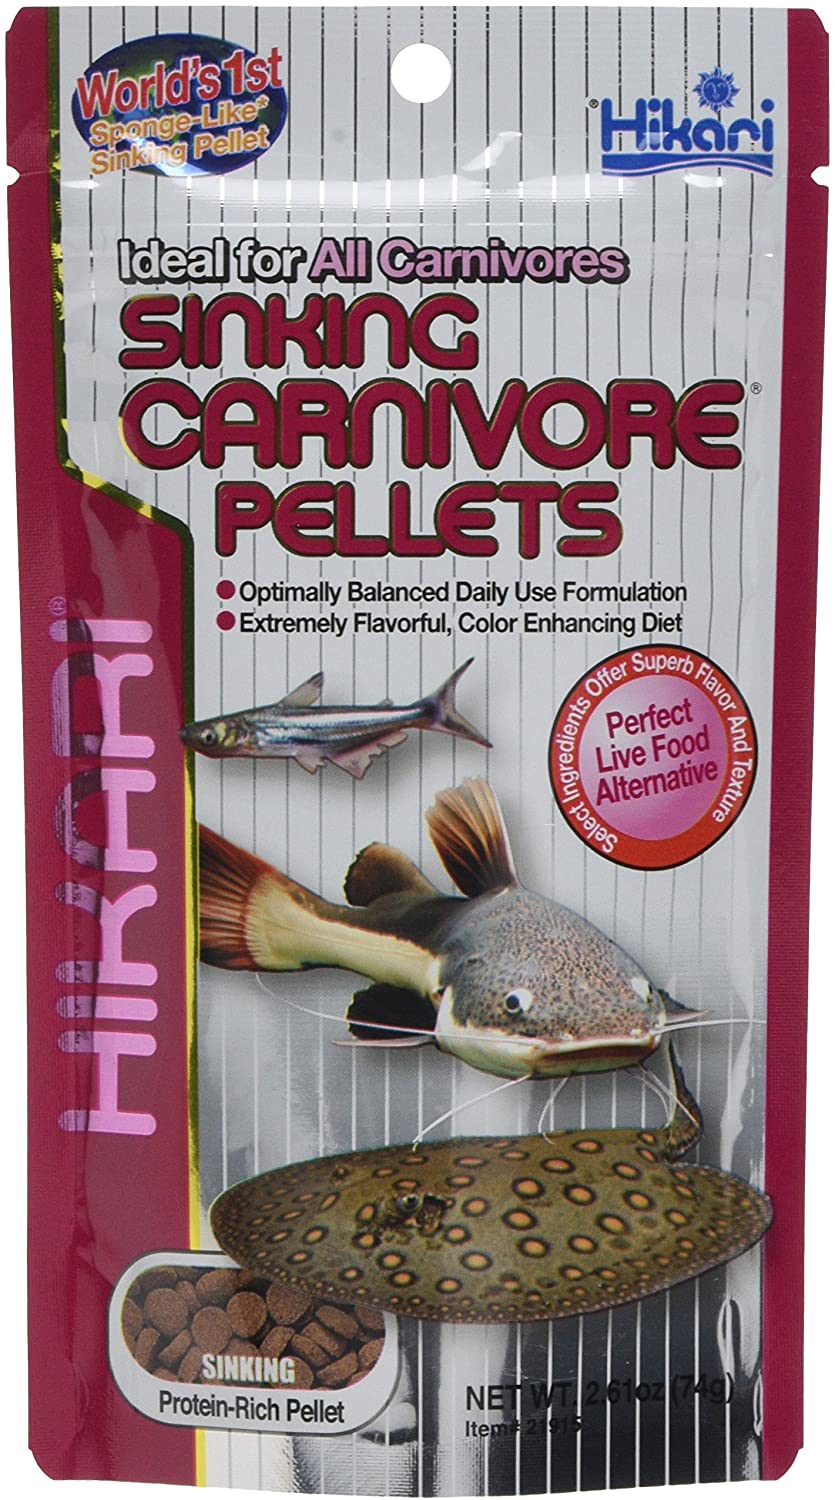 World's 1st
Sponge-Like*
Sinking Pellet
®Hikari
Ideal for All Carnivores
SINKING
CARNIVORE®
PELLETS
•Optimally Balanced Daily Use Formulation
•Extremely Flavorful, Color Enhancing Diet
HIKARI®
Select Ingredients Offer Superb Flavor And Texture
Perfect
Live Food
Alternative
SINKING
Protein-Rich Pellet
NET WT. 2.61oz (74g)
Item# 21915